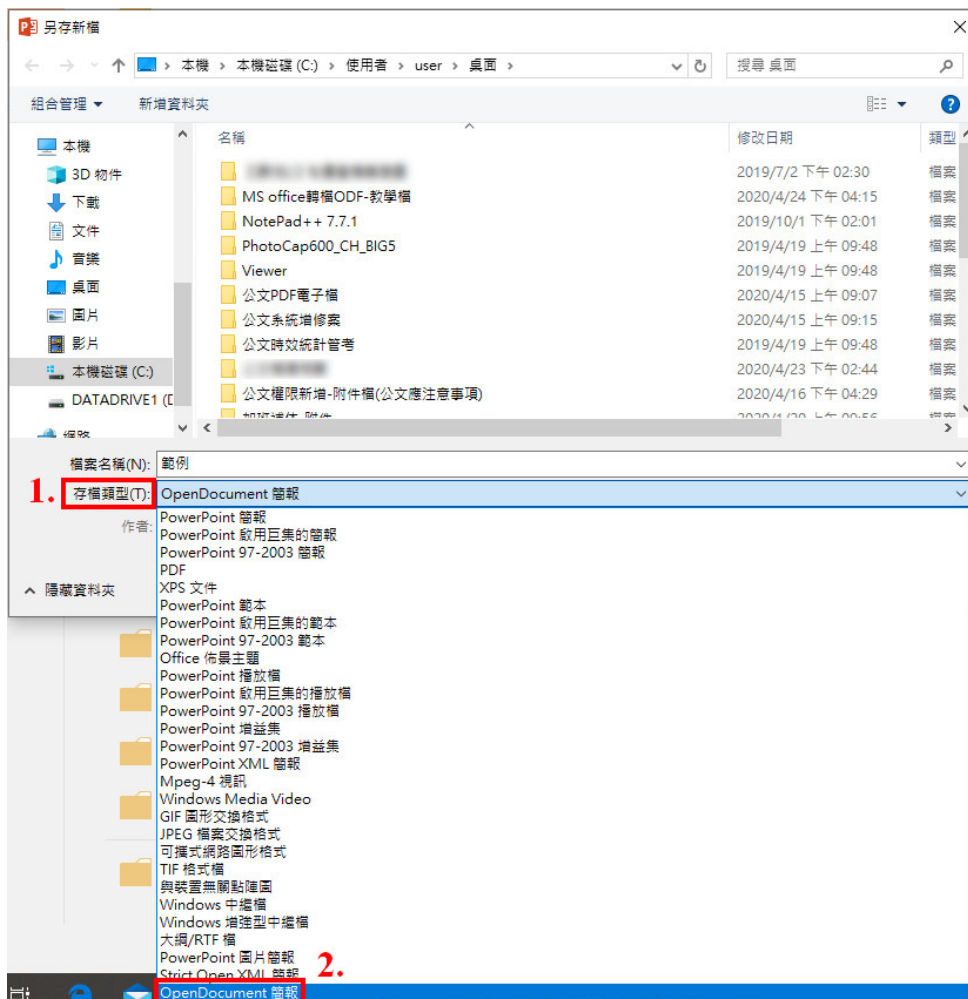 另存新檔
本機 › 本機磁碟 (C:) › 使用者 › user › 桌面 ›
搜尋 桌面
組合管理 新增資料夾
名稱 修改日期 類型
本機
3D 物件
下載
文件
音樂
桌面
圖片
影片
本機磁碟 (C:)
DATADRIVE1 (D
網路
2019/7/2 下午 02:30 檔案
MS office轉檔ODF-教學檔 2020/4/24 下午 04:15 檔案
NotePad++ 7.7.1 2019/10/1 下午 02:01 檔案
PhotoCap600_CH_BIG5 2019/4/19 上午 09:48 檔案
Viewer 2019/4/19 上午 09:48 檔案
公文PDF電子檔 2020/4/15 上午 09:07 檔案
公文系統增修案 2020/4/15 上午 09:15 檔案
公文時效統計管考 2019/4/19 上午 09:48 檔案
2020/4/23 下午 02:44 檔案
公文權限新增-附件檔(公文應注意事項) 2020/4/16 下午 04:29 檔案
檔案名稱(N): 範例
1. 存檔類型(T): OpenDocument 簡報
作者:
隱藏資料夾
PowerPoint 簡報
PowerPoint 啟用巨集的簡報
PowerPoint 97-2003 簡報
PDF
XPS 文件
PowerPoint 範本
PowerPoint 啟用巨集的範本
PowerPoint 97-2003 範本
Office 佈景主題
PowerPoint 播放檔
PowerPoint 啟用巨集的播放檔
PowerPoint 97-2003 播放檔
PowerPoint 增益集
PowerPoint 97-2003 增益集
PowerPoint XML 簡報
Mpeg-4 視訊
Windows Media Video
GIF 圖形交換格式
JPEG 檔案交換格式
可攜式網路圖形格式
TIF 格式檔
與裝置無關點陣圖
Windows 中繼檔
Windows 增強型中繼檔
大綱/RTF 檔
PowerPoint 圖片簡報
Strict Open XML 簡報
2.
OpenDocument 簡報